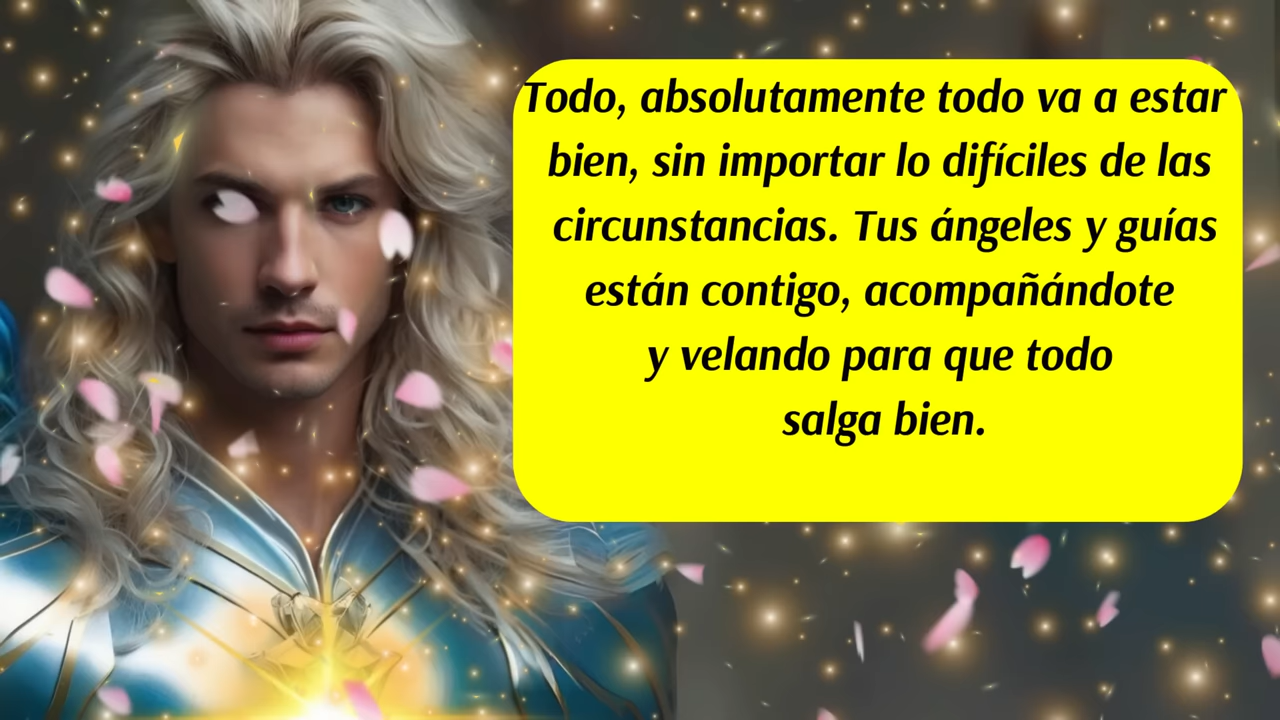 Todo, absolutamente todo va a estar
bien, sin importar lo difíciles de las
circunstancias. Tus ángeles y guías
están contigo, acompañándote
y velando para que todo
salga bien.